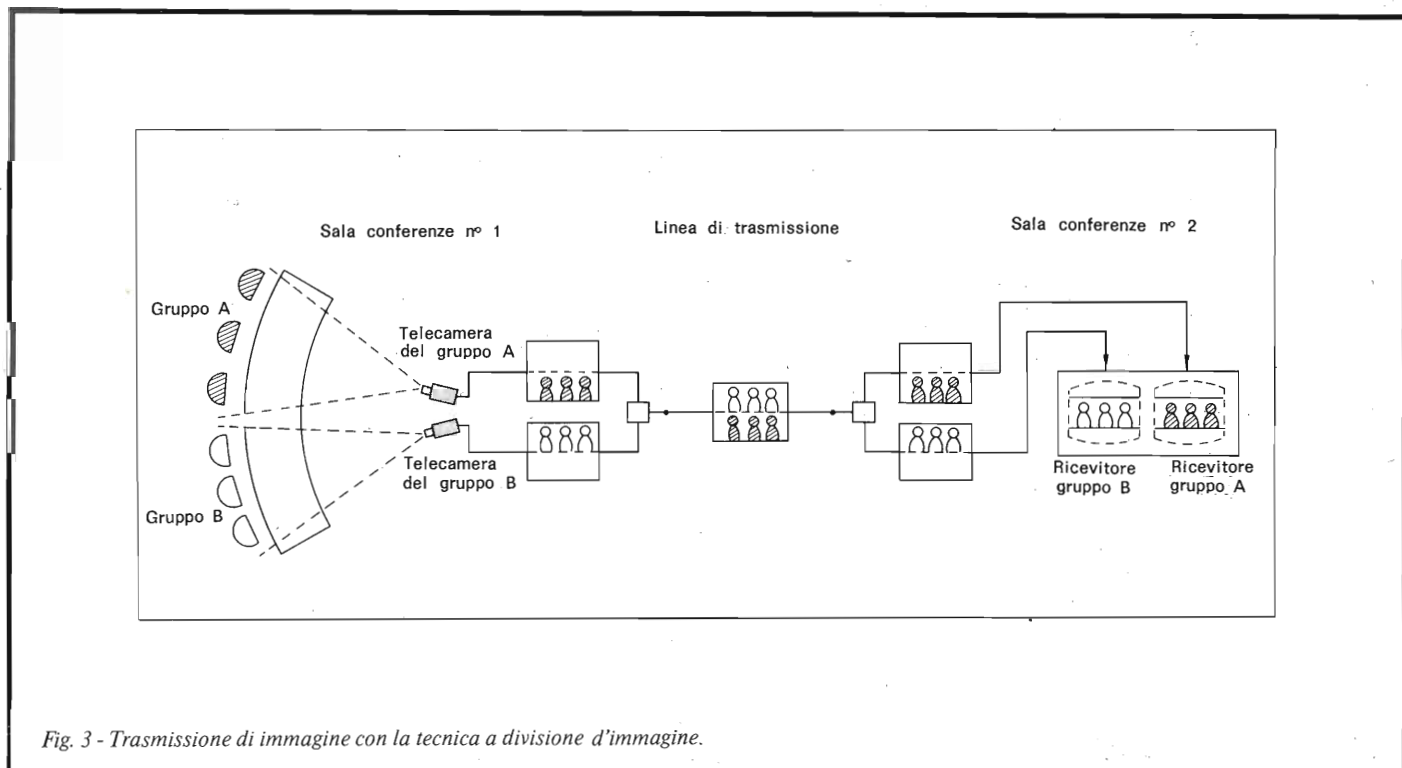 Sala conferenze nº 1
Linea di trasmissione
Sala conferenze nº 2
Gruppo A
Telecamera
del gruppo A
Telecamera
del gruppo B
Gruppo B
Ricevitore
gruppo B
Ricevitore
gruppo A
Fig. 3 - Trasmissione di immagine con la tecnica a divisione d'immagine.